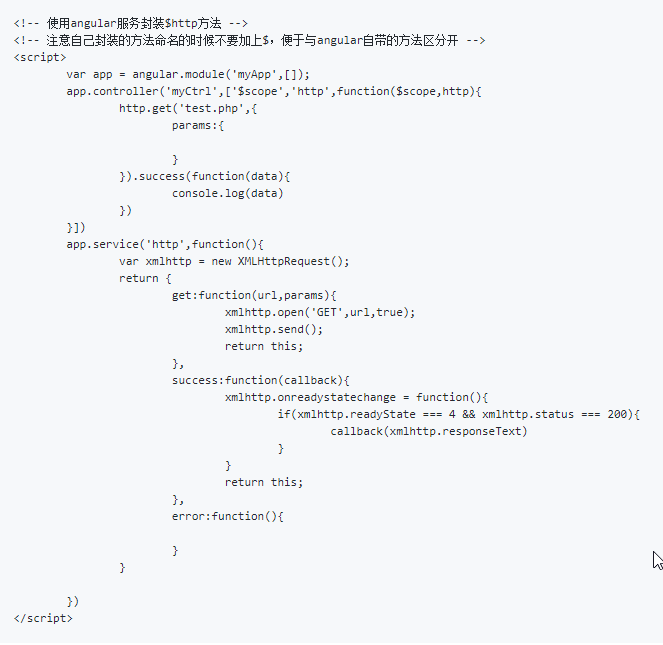 <!-- 使用angular服务封装$http方法 -->
<!-- 注意自己封装的方法命名的时候不要加上$，便于与angular自带的方法区分开 -->
<script>
        var app = angular.module('myApp',[]);
        app.controller('myCtrl',['$scope','http',function($scope,http){
                http.get('test.php',{
                        params:{

                        }
                }).success(function(data){
                        console.log(data)
                })
        }])
        app.service('http',function(){
                var xmlhttp = new XMLHttpRequest();
                return {
                        get:function(url,params){
                                xmlhttp.open('GET',url,true);
                                xmlhttp.send();
                                return this;
                        },
                        success:function(callback){
                                xmlhttp.onreadystatechange = function(){
                                        if(xmlhttp.readyState === 4 && xmlhttp.status === 200){
                                                callback(xmlhttp.responseText)
                                        }
                                }
                                return this;
                        },
                        error:function(){

                        }
                }

        })
</script>